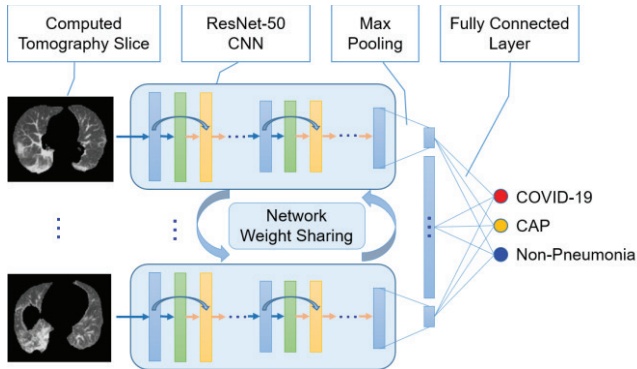 Computed
Tomography Slice
ResNet-50
CNN
Max
Pooling
Fully Connected
Layer
Network
Weight Sharing
COVID-19
CAP
Non-Pneumonia